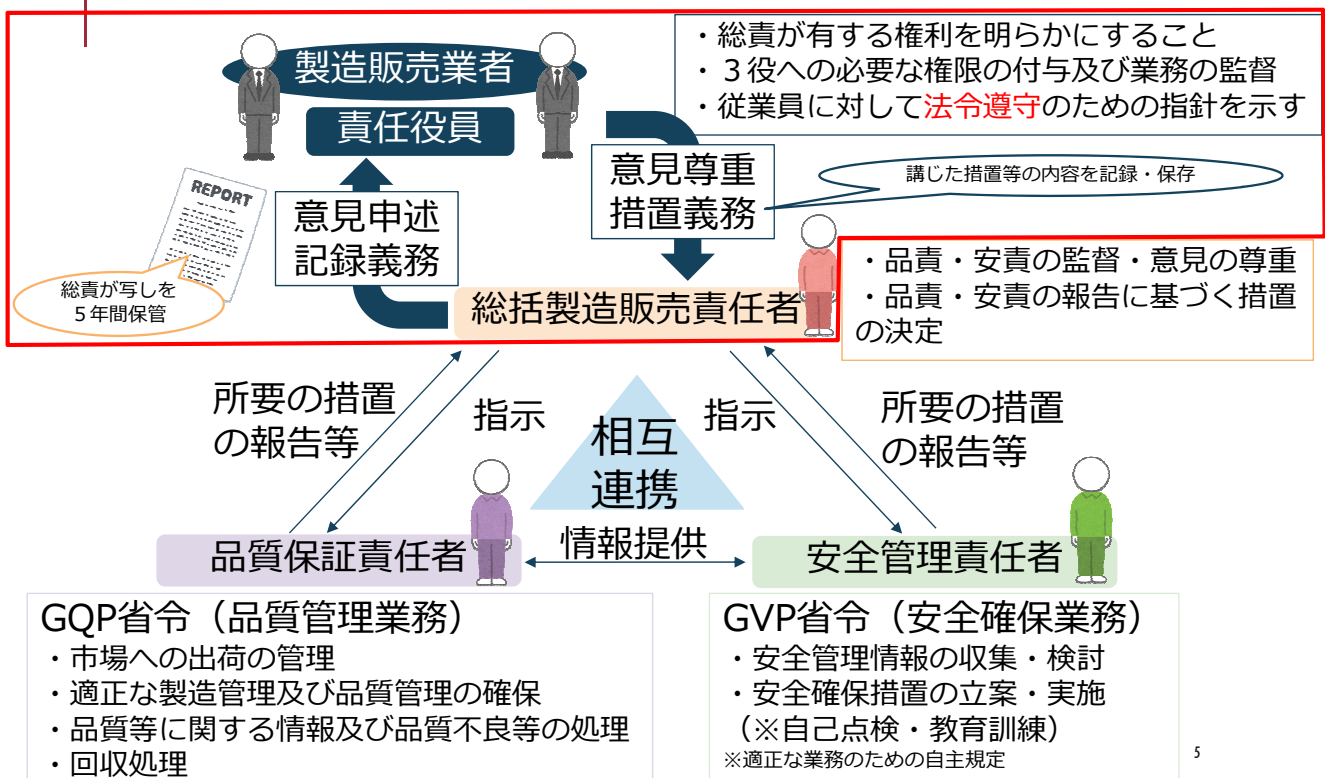 製造販売業者
責任役員
・総責が有する権利を明らかにすること
・３役への必要な権限の付与及び業務の監督
・従業員に対して法令遵守のための指針を示す
意見尊重
措置義務
講じた措置等の内容を記録・保存
REPORT
意見申述
記録義務
総責が写しを
５年間保管
総括製造販売責任者
・品責・安責の監督・意見の尊重
・品責・安責の報告に基づく措置
の決定
所要の措置
の報告等
指示
相互
連携
指示
所要の措置
の報告等
品質保証責任者
情報提供
安全管理責任者
GQP省令（品質管理業務）
・市場への出荷の管理
・適正な製造管理及び品質管理の確保
・品質等に関する情報及び品質不良等の処理
・回収処理
GVP省令（安全確保業務）
・安全管理情報の収集・検討
・安全確保措置の立案・実施
（※自己点検・教育訓練）
※適正な業務のための自主規定
5